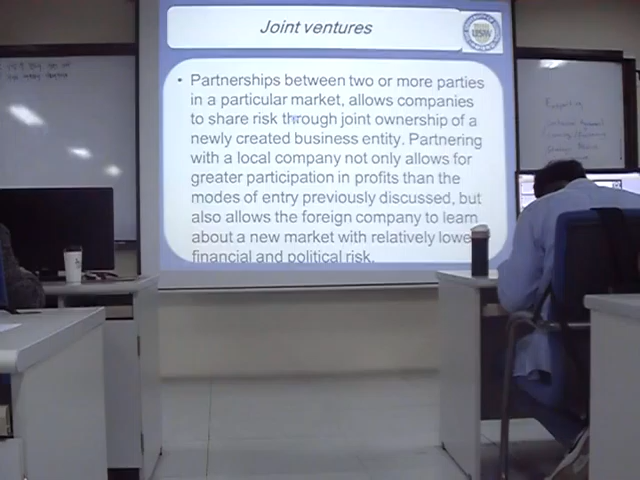 Joint ventures
• Partnerships between two or more parties
in a particular market, allows companies
to share risk through joint ownership of a
newly created business entity. Partnering
with a local company not only allows for
greater participation in profits than the
modes of entry previously discussed, but
also allows the foreign company to learn
about a new market with relatively lowe
financial and political risk.
Exporting